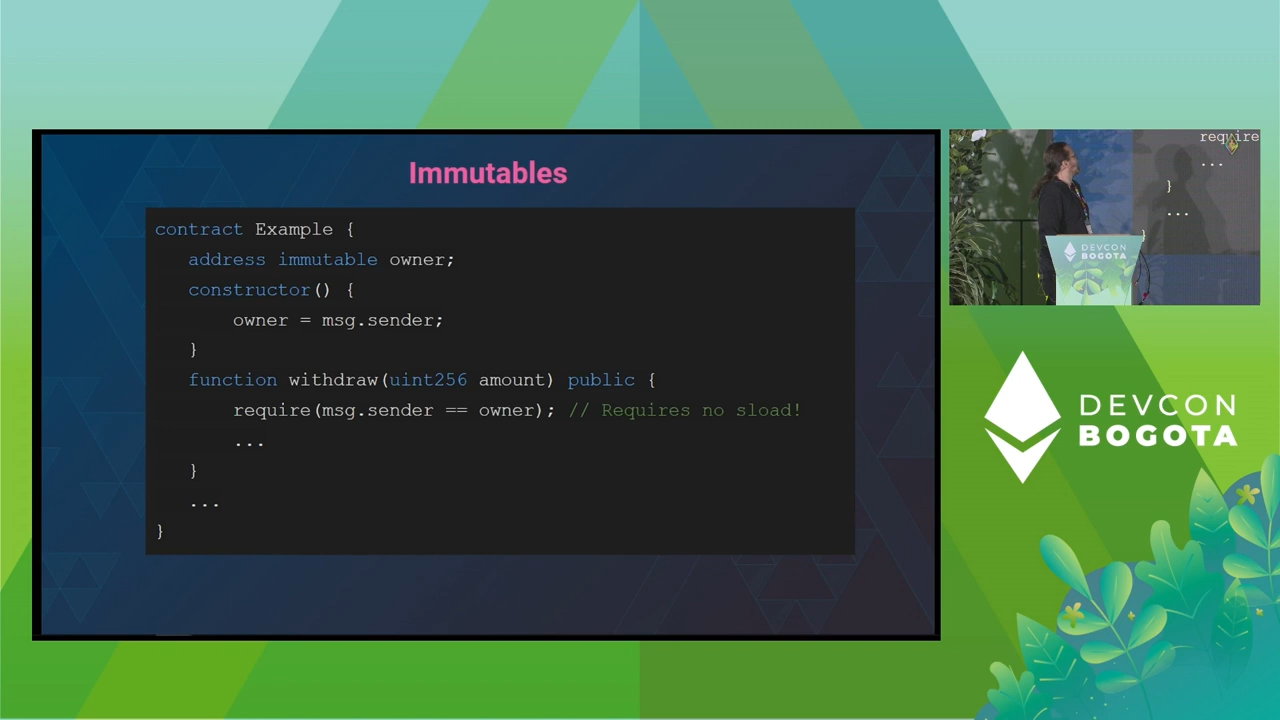 Immutables
contract Example {
address immutable owner;
constructor() {
owner = msg.sender;
}
function withdraw(uint256 amount) public {
require(msg.sender == owner); // Requires no sload!
...
}
...
}
require
...
}
...
}
DEVCON
BOGOTA
DEVCON
BOGOTA